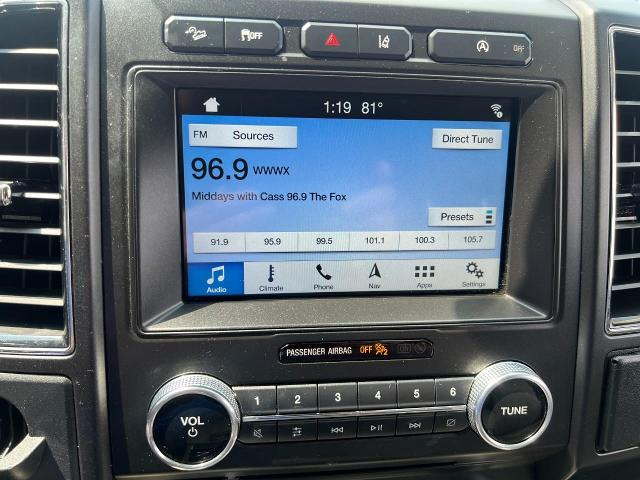 OFF
A OFF
1:19 81°
FM Sources
Direct Tune
96.9 WWWX
Middays with Cass 96.9 The Fox
Presets
91.9 95.9 99.5 101.1 100.3 105.7
Audio Climate Phone Nav Apps Settings
PASSENGER AIRBAG OFF 2 ON
1 2 3 4 5 6
VOL
TUNE